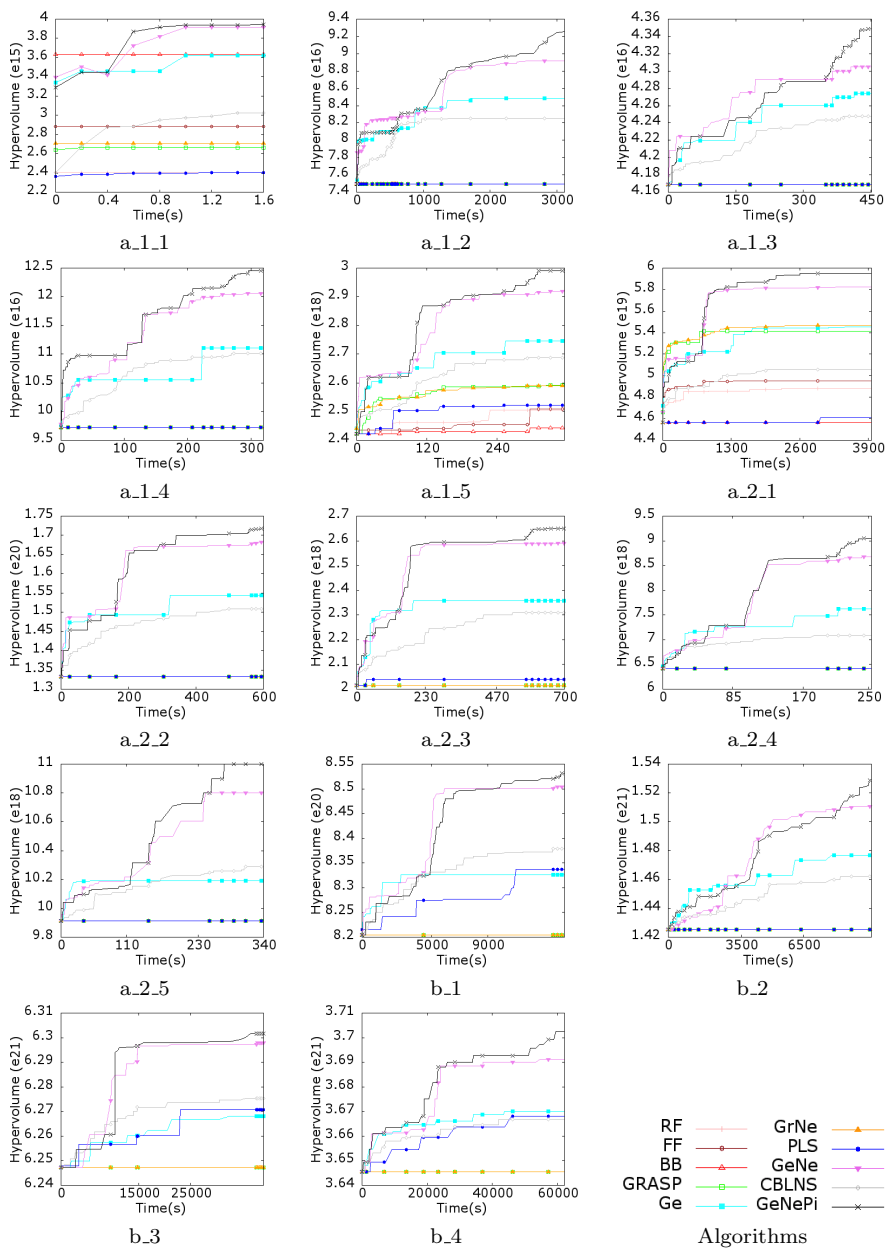 4
3.8
3.6
3.4
3.2
3
2.8
2.6
2.4
2.2
Hypervolume (e15)
0 0.4 0.8 1.2 1.6
Time(s)
a_1_1
9.4
9.2
9
8.8
8.6
8.4
8.2
8
7.8
7.6
7.4
Hypervolume (e16)
0 1000 2000 3000
Time(s)
a_1_2
4.36
4.33
4.3
4.28
4.26
4.24
4.22
4.2
4.18
4.16
Hypervolume (e16)
0 150 300 450
Time(s)
a_1_3
12.5
12
11.5
11
10.5
10
9.5
Hypervolume (e16)
0 100 200 300
Time(s)
a_1_4
3
2.9
2.8
2.7
2.6
2.5
2.4
Hypervolume (e18)
0 120 240
Time(s)
a_1_5
6
5.8
5.6
5.4
5.2
5
4.8
4.6
4.4
Hypervolume (e19)
0 1300 2600 3900
Time(s)
a_2_1
1.75
1.7
1.65
1.6
1.55
1.5
1.45
1.4
1.33
1.3
Hypervolume (e20)
0 200 400 600
Time(s)
a_2_2
2.7
2.6
2.5
2.4
2.3
2.2
2.1
2
Hypervolume (e18)
0 230 470 700
Time(s)
a_2_3
9.5
9
8.5
8
7.5
7
6.5
6
Hypervolume (e18)
0 85 170 250
Time(s)
a_2_4
11
10.8
10.6
10.4
10.2
10
9.8
Hypervolume (e18)
0 110 230 340
Time(s)
a_2_5
8.55
8.5
8.45
8.4
8.35
8.3
8.25
8.2
Hypervolume (e20)
0 5000 9000
Time(s)
b_1
1.54
1.52
1.5
1.48
1.46
1.44
1.42
Hypervolume (e21)
0 3500 6500
Time(s)
b_2
6.31
6.3
6.29
6.28
6.27
6.26
6.25
6.24
Hypervolume (e21)
0 15000 25000
Time(s)
b_3
3.71
3.7
3.69
3.68
3.67
3.66
3.65
3.64
Hypervolume (e21)
0 20000 40000 60000
Time(s)
b_4
RF
FF
BB
GRASP
Ge
GrNe
PLS
GeNe
CBLNS
GeNePi
Algorithms